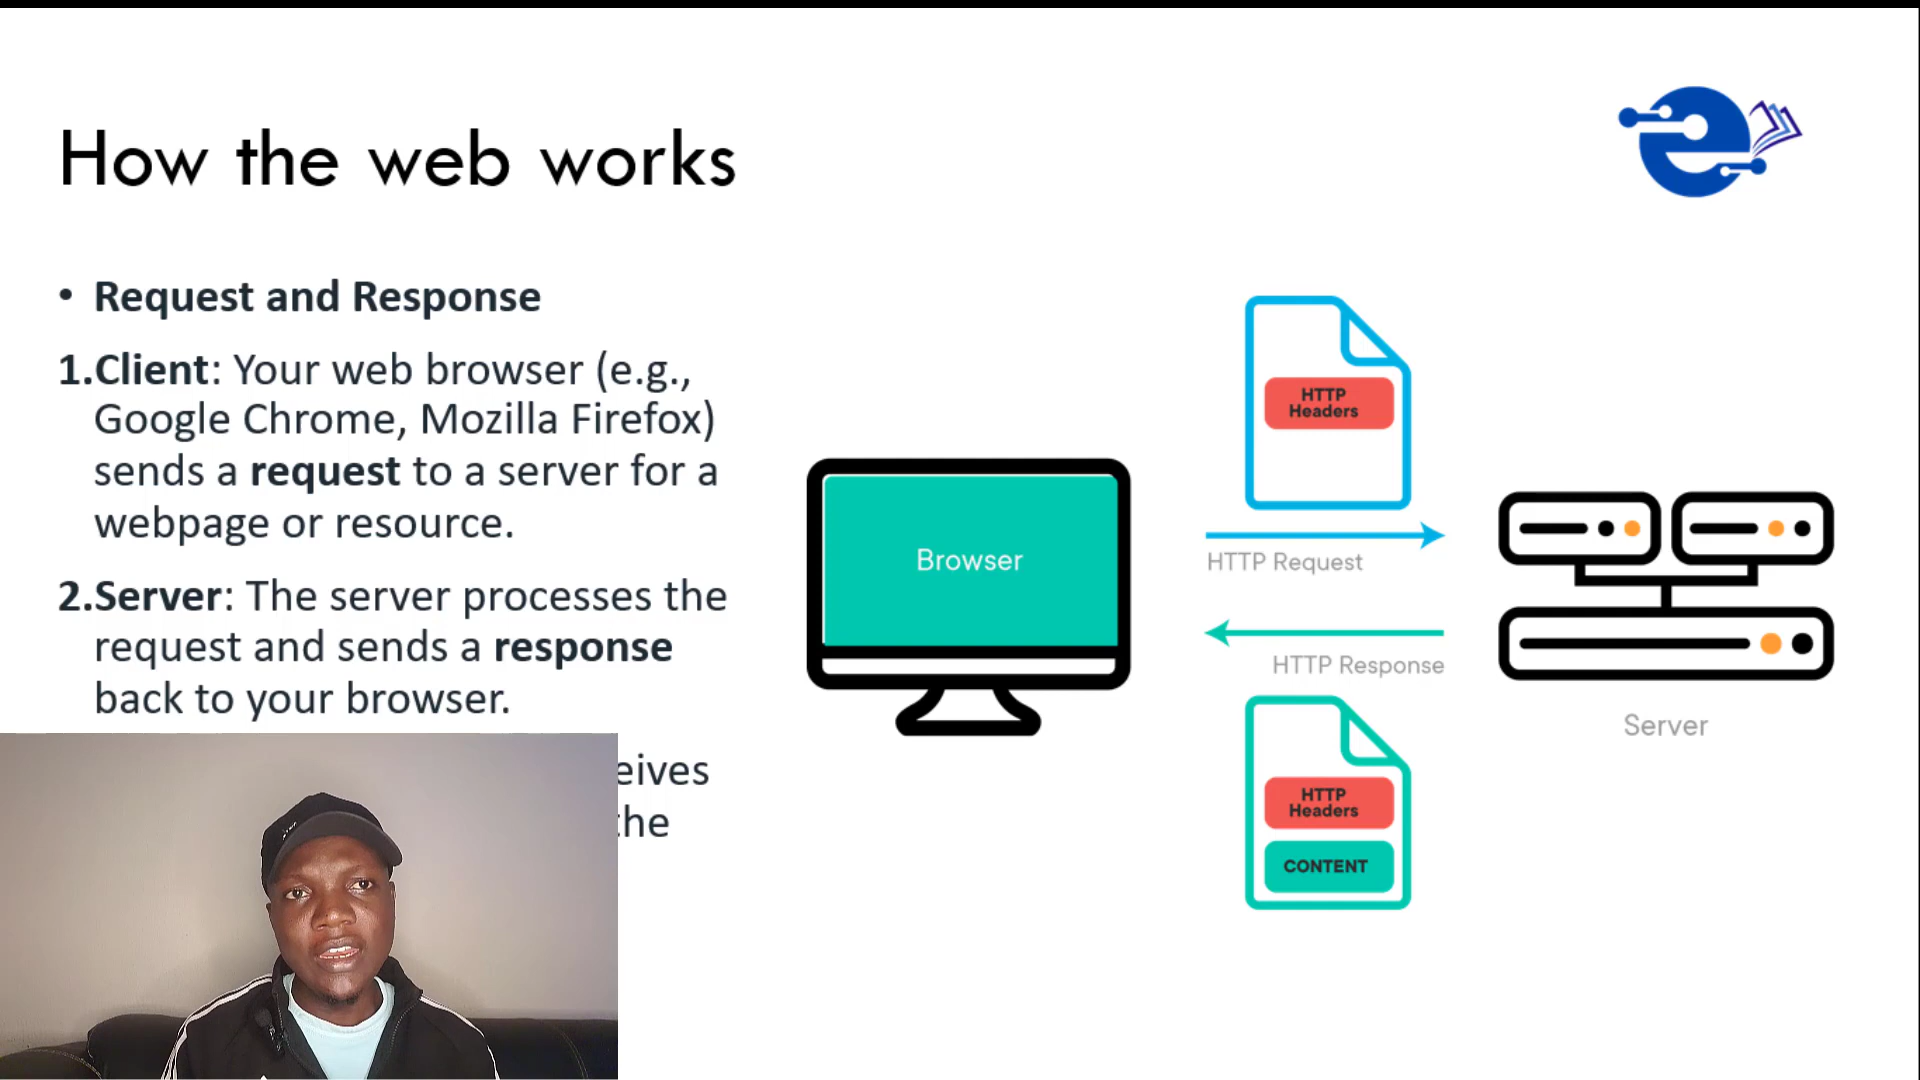 How the web works
• Request and Response
1.Client: Your web browser (e.g.,
Google Chrome, Mozilla Firefox)
sends a request to a server for a
webpage or resource.
2.Server: The server processes the
request and sends a response
back to your browser.
eives
the
Browser
HTTP
Headers
HTTP Request
HTTP Response
HTTP
Headers
CONTENT
Server